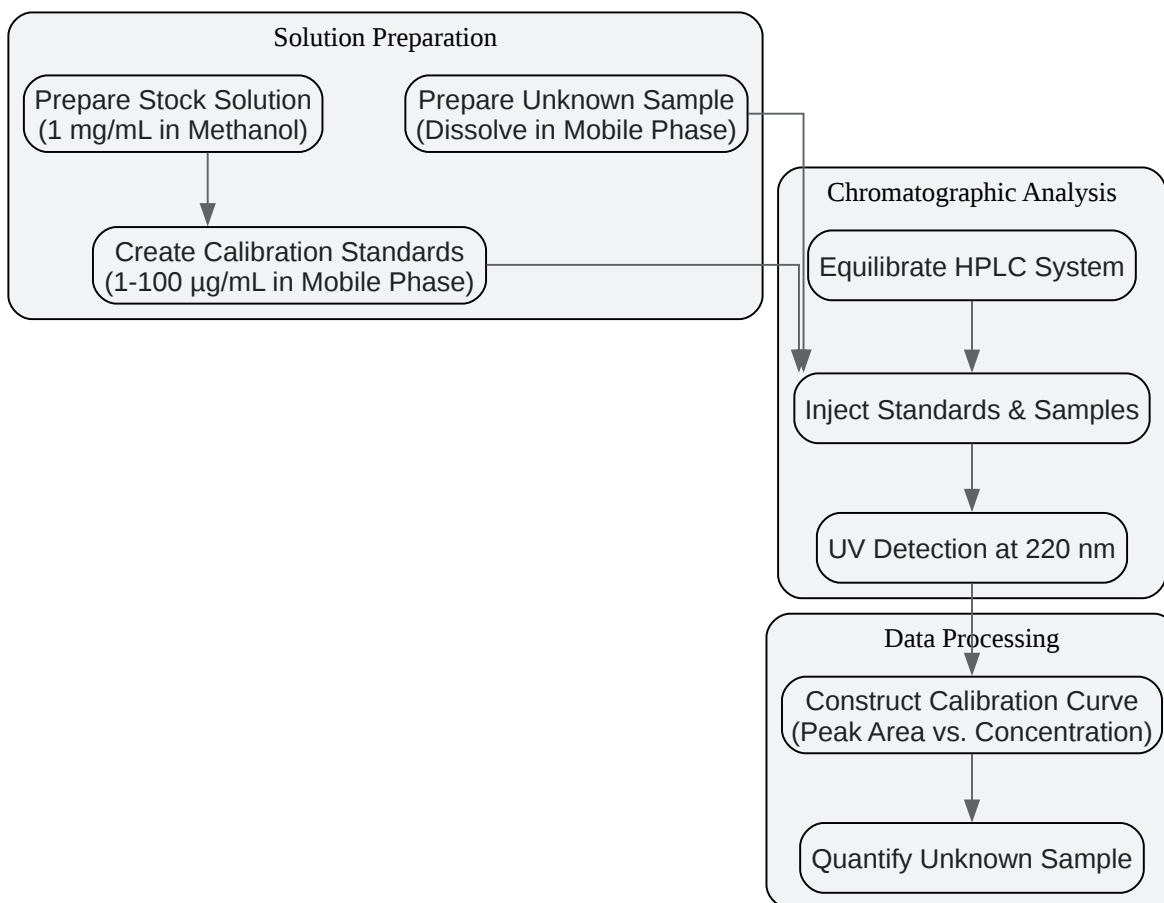 Solution Preparation
Prepare Stock Solution
(1 mg/mL in Methanol)
Prepare Unknown Sample
(Dissolve in Mobile Phase)
Create Calibration Standards
(1-100 µg/mL in Mobile Phase)
Chromatographic Analysis
Equilibrate HPLC System
Inject Standards & Samples
UV Detection at 220 nm
Data Processing
Construct Calibration Curve
(Peak Area vs. Concentration)
Quantify Unknown Sample